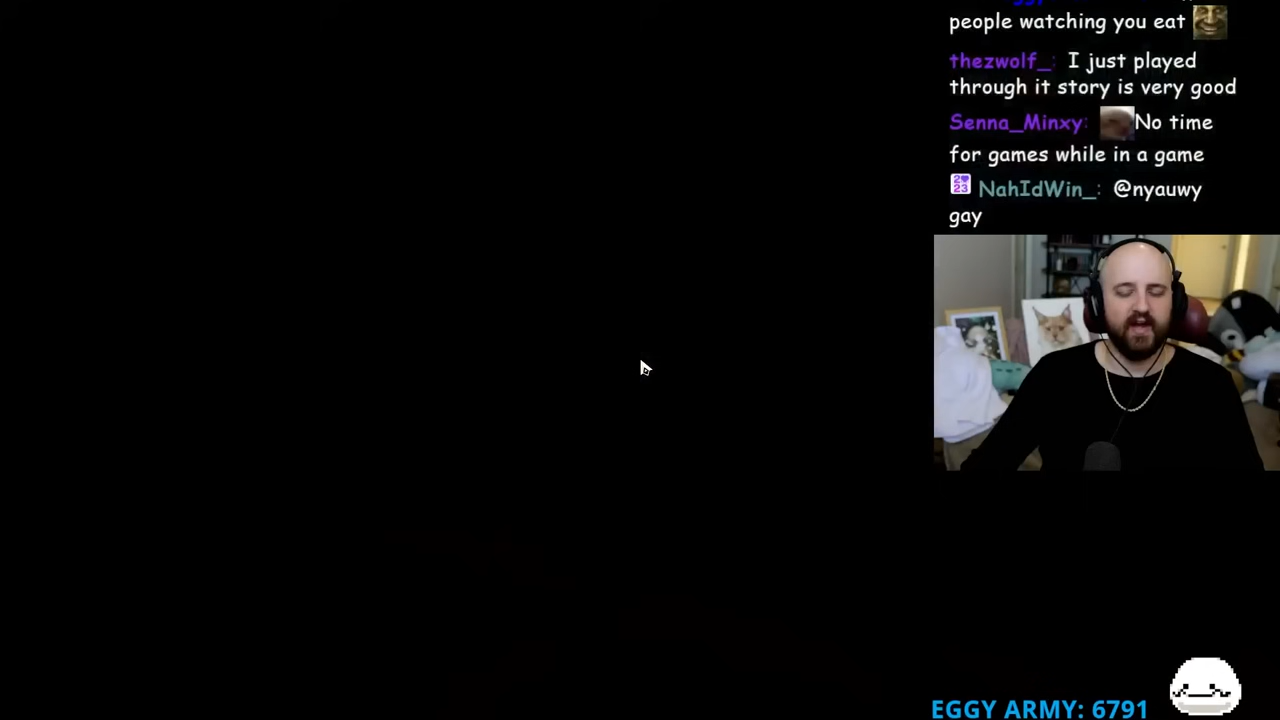 people watching you eat
thezwolf_: I just played
through it story is very good
Senna_Minxy: No time
for games while in a game
NahIdWin_: @nyauwy
gay
EGGY ARMY: 6791